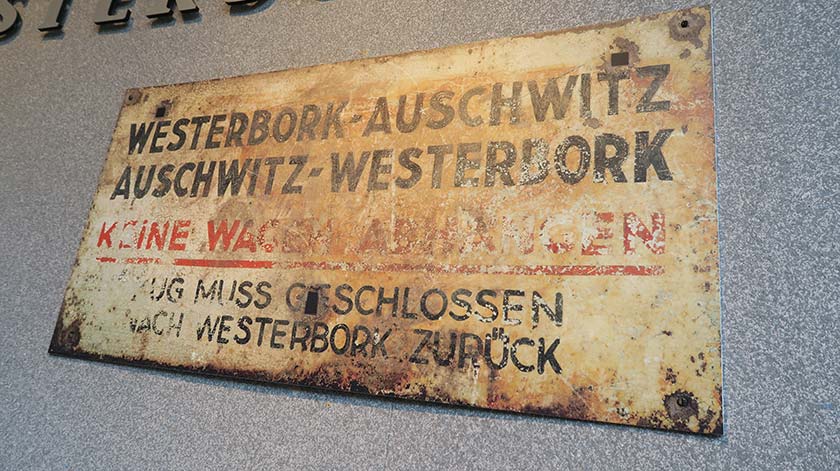 WESTERBORK-AUSCHWITZ
AUSCHWITZ-WESTERBORK
KEINE WAGEN ABHÄNGEN
ZUG MUSS GESCHLOSSEN
NACH WESTERBORK ZURÜCK